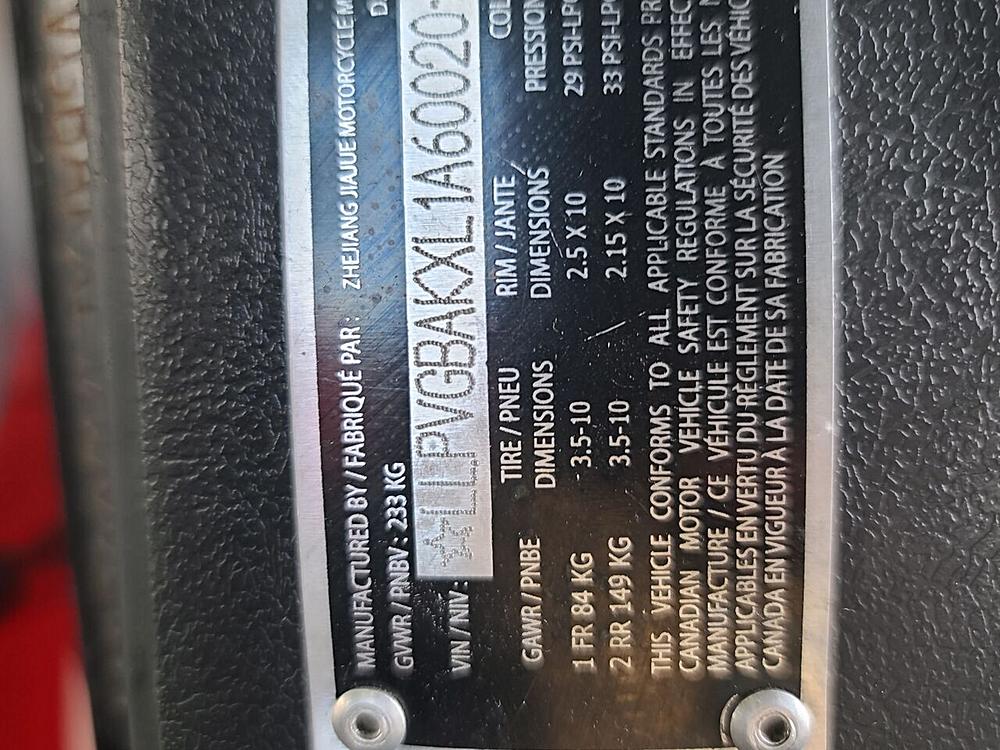 MANUFACTURED BY / FABRIQUÉ PAR : ZHEJIANG JIAJUE MOTORCYCLE M
GVWR / PNBV : 233 KG
VIN / NIV : ☆LLPVGBAKXL1A60020
GAWR / PNBE TIRE / PNEU DIMENSIONS RIM / JANTE DIMENSIONS COL PRESSION
1 FR 84 KG 3.5-10 2.5 X 10 29 PSI-LPC
2 RR 149 KG 3.5-10 2.15 X 10 33 PSI-LPC
THIS VEHICLE CONFORMS TO ALL APPLICABLE STANDARDS PR
CANADIAN MOTOR VEHICLE SAFETY REGULATIONS IN EFFECT
MANUFACTURE / CE VÉHICULE EST CONFORME À TOUTES LES N
APPLICABLES EN VERTU DU RÈGLEMENT SUR LA SÉCURITÉ DES VÉHIC
CANADA EN VIGUEUR À LA DATE DE SA FABRICATION